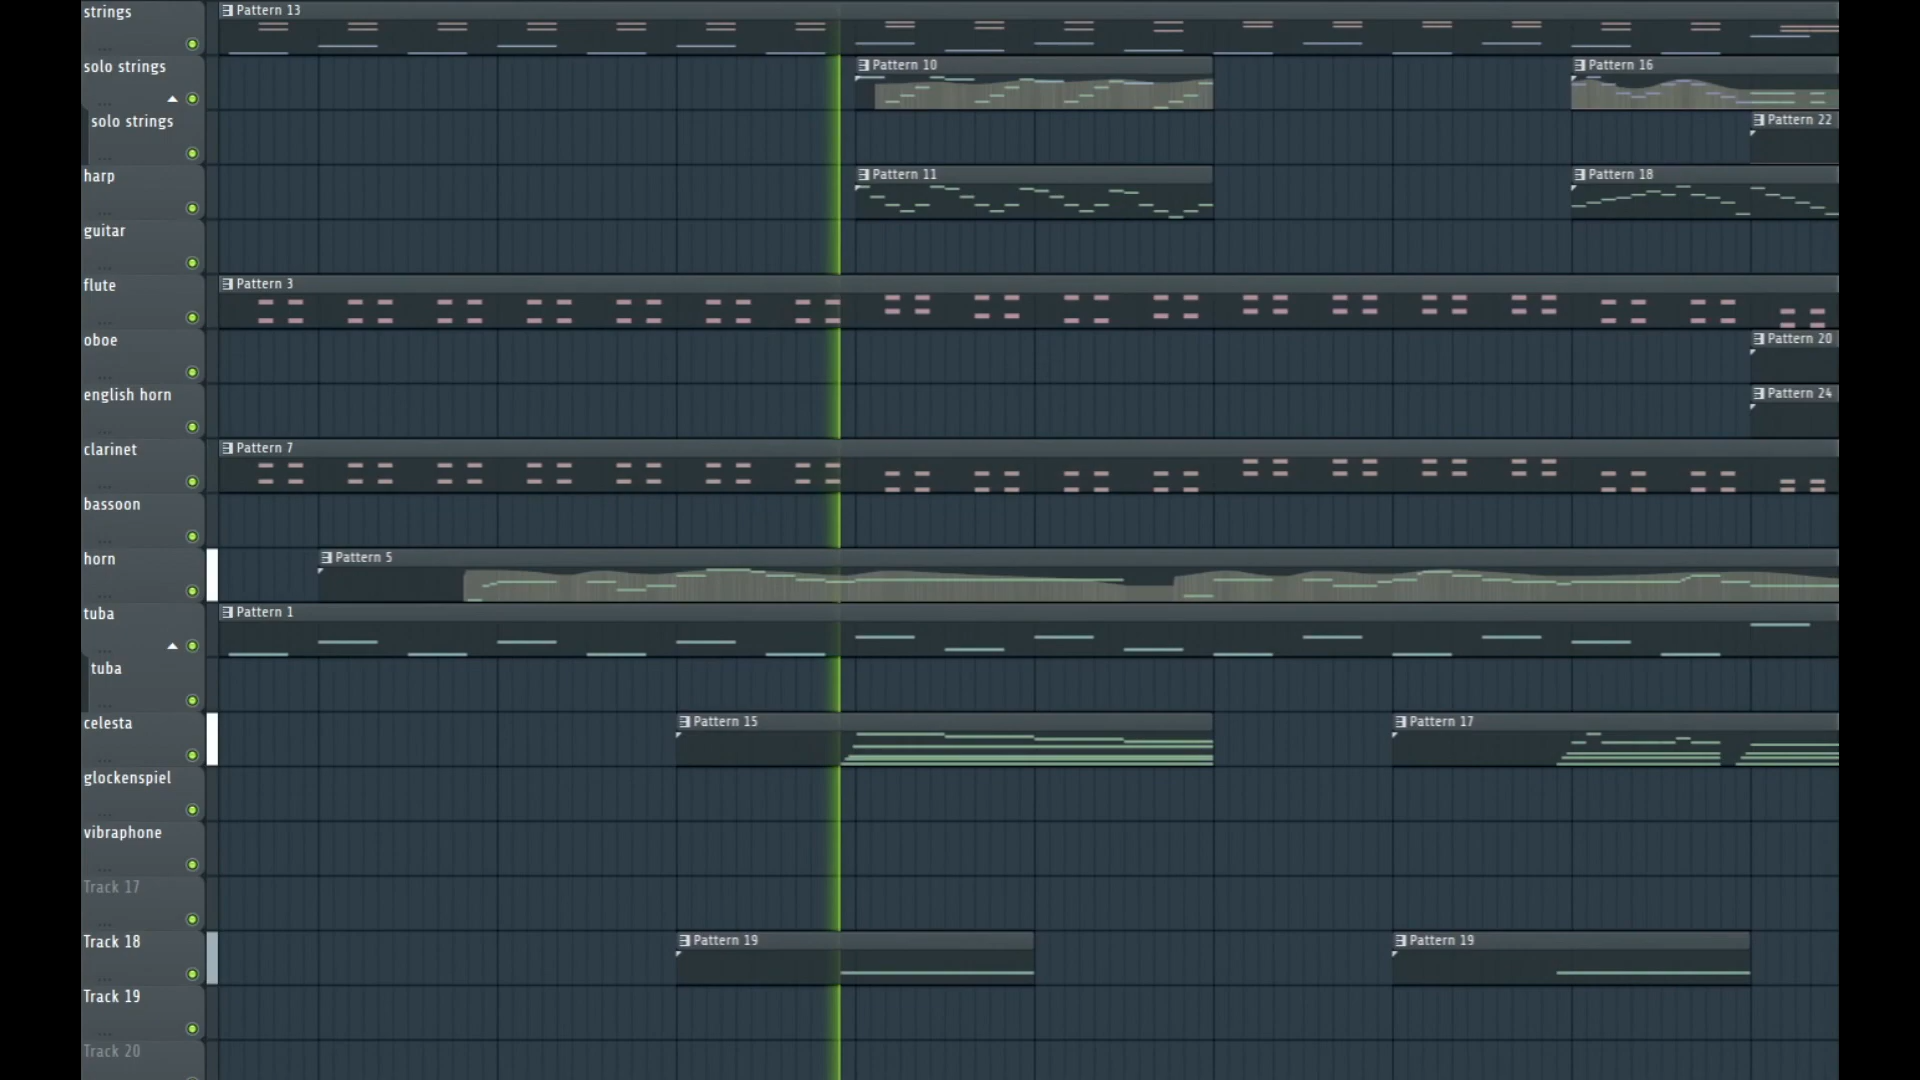 strings
Pattern 13
solo strings
Pattern 10
Pattern 16
solo strings
Pattern 22
harp
Pattern 11
Pattern 18
guitar
flute
Pattern 3
oboe
Pattern 20
english horn
Pattern 24
clarinet
Pattern 7
bassoon
horn
Pattern 5
tuba
Pattern 1
tuba
celesta
Pattern 15
Pattern 17
glockenspiel
vibraphone
Track 17
Track 18
Pattern 19
Pattern 19
Track 19
Track 20